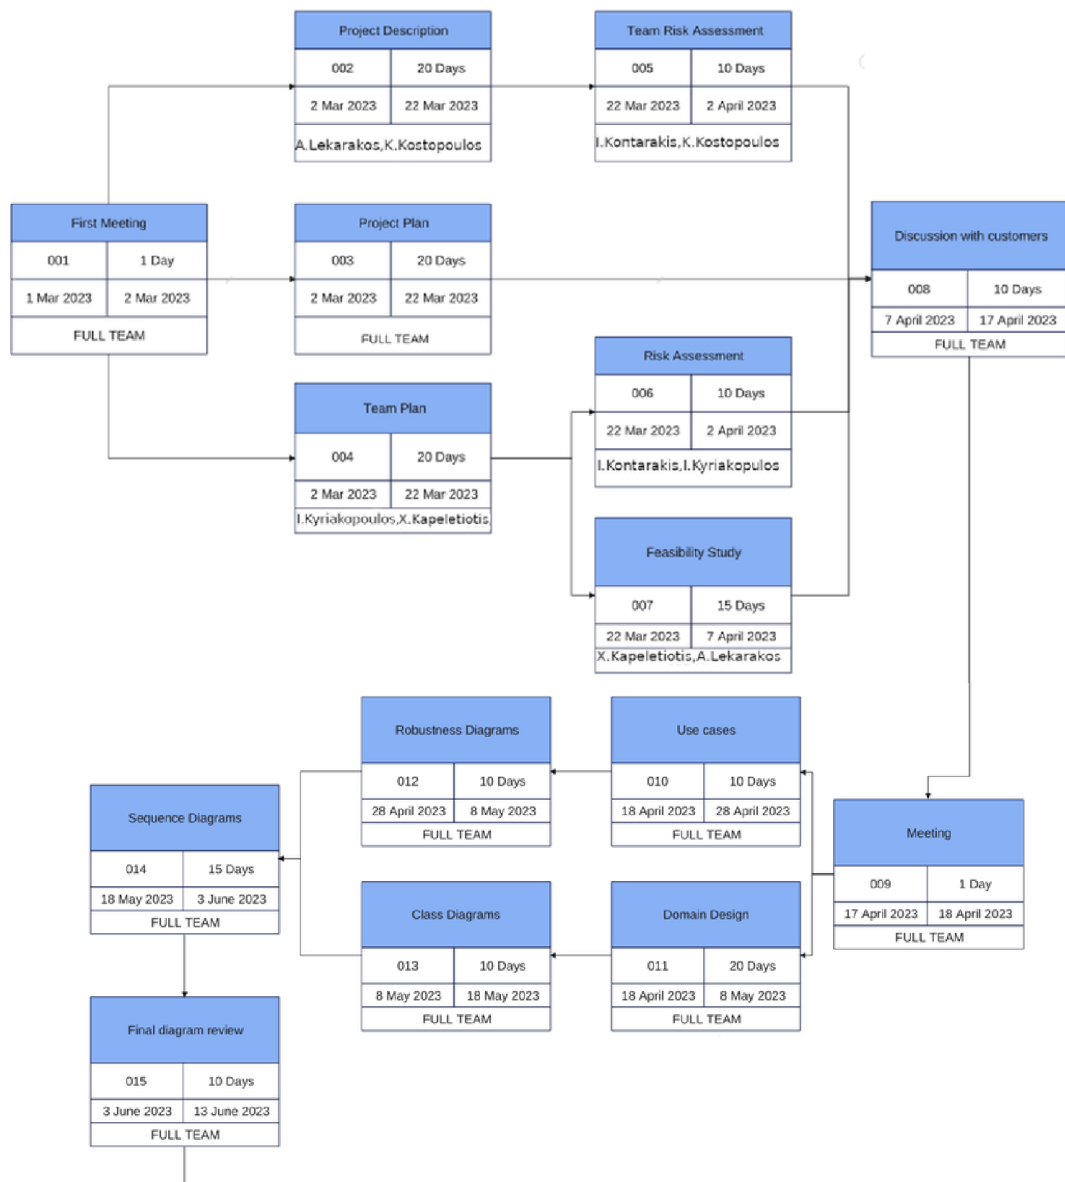 Project Description
002 20 Days
2 Mar 2023 22 Mar 2023
A.Lekarakos,K.Kostopoulos
Team Risk Assessment
005 10 Days
22 Mar 2023 2 April 2023
I.Kontarakis,K.Kostopoulos
First Meeting
001 1 Day
1 Mar 2023 2 Mar 2023
FULL TEAM
Project Plan
003 20 Days
2 Mar 2023 22 Mar 2023
FULL TEAM
Discussion with customers
008 10 Days
7 April 2023 17 April 2023
FULL TEAM
Team Plan
004 20 Days
2 Mar 2023 22 Mar 2023
I.Kyriakopoulos,X.Kapeletiotis,
Risk Assessment
006 10 Days
22 Mar 2023 2 April 2023
I.Kontarakis,I.Kyriakopulos
Feasibility Study
007 15 Days
22 Mar 2023 7 April 2023
X.Kapeletiotis,A.Lekarakos
Robustness Diagrams
012 10 Days
28 April 2023 8 May 2023
FULL TEAM
Use cases
010 10 Days
18 April 2023 28 April 2023
FULL TEAM
Sequence Diagrams
014 15 Days
18 May 2023 3 June 2023
FULL TEAM
Meeting
009 1 Day
17 April 2023 18 April 2023
FULL TEAM
Class Diagrams
013 10 Days
8 May 2023 18 May 2023
FULL TEAM
Domain Design
011 20 Days
18 April 2023 8 May 2023
FULL TEAM
Final diagram review
015 10 Days
3 June 2023 13 June 2023
FULL TEAM